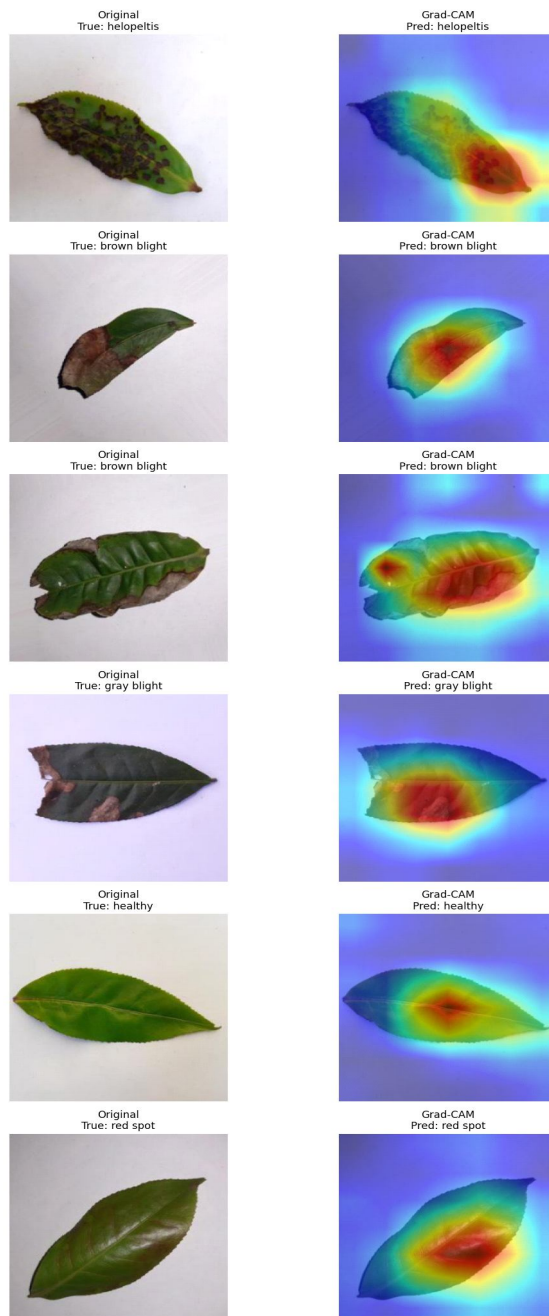 Original
True: helopeltis
Grad-CAM
Pred: helopeltis
Original
True: brown blight
Grad-CAM
Pred: brown blight
Original
True: brown blight
Grad-CAM
Pred: brown blight
Original
True: gray blight
Grad-CAM
Pred: gray blight
Original
True: healthy
Grad-CAM
Pred: healthy
Original
True: red spot
Grad-CAM
Pred: red spot